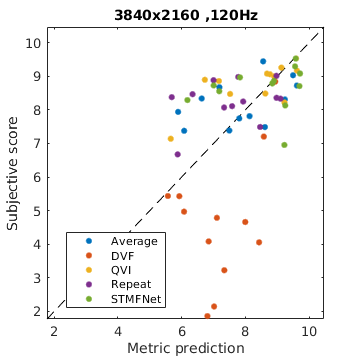 3840x2160 ,120Hz
Subjective score
10
9
8
7
6
5
4
3
2
Average
DVF
QVI
Repeat
STMFNet
2 4 6 8 10
Metric prediction